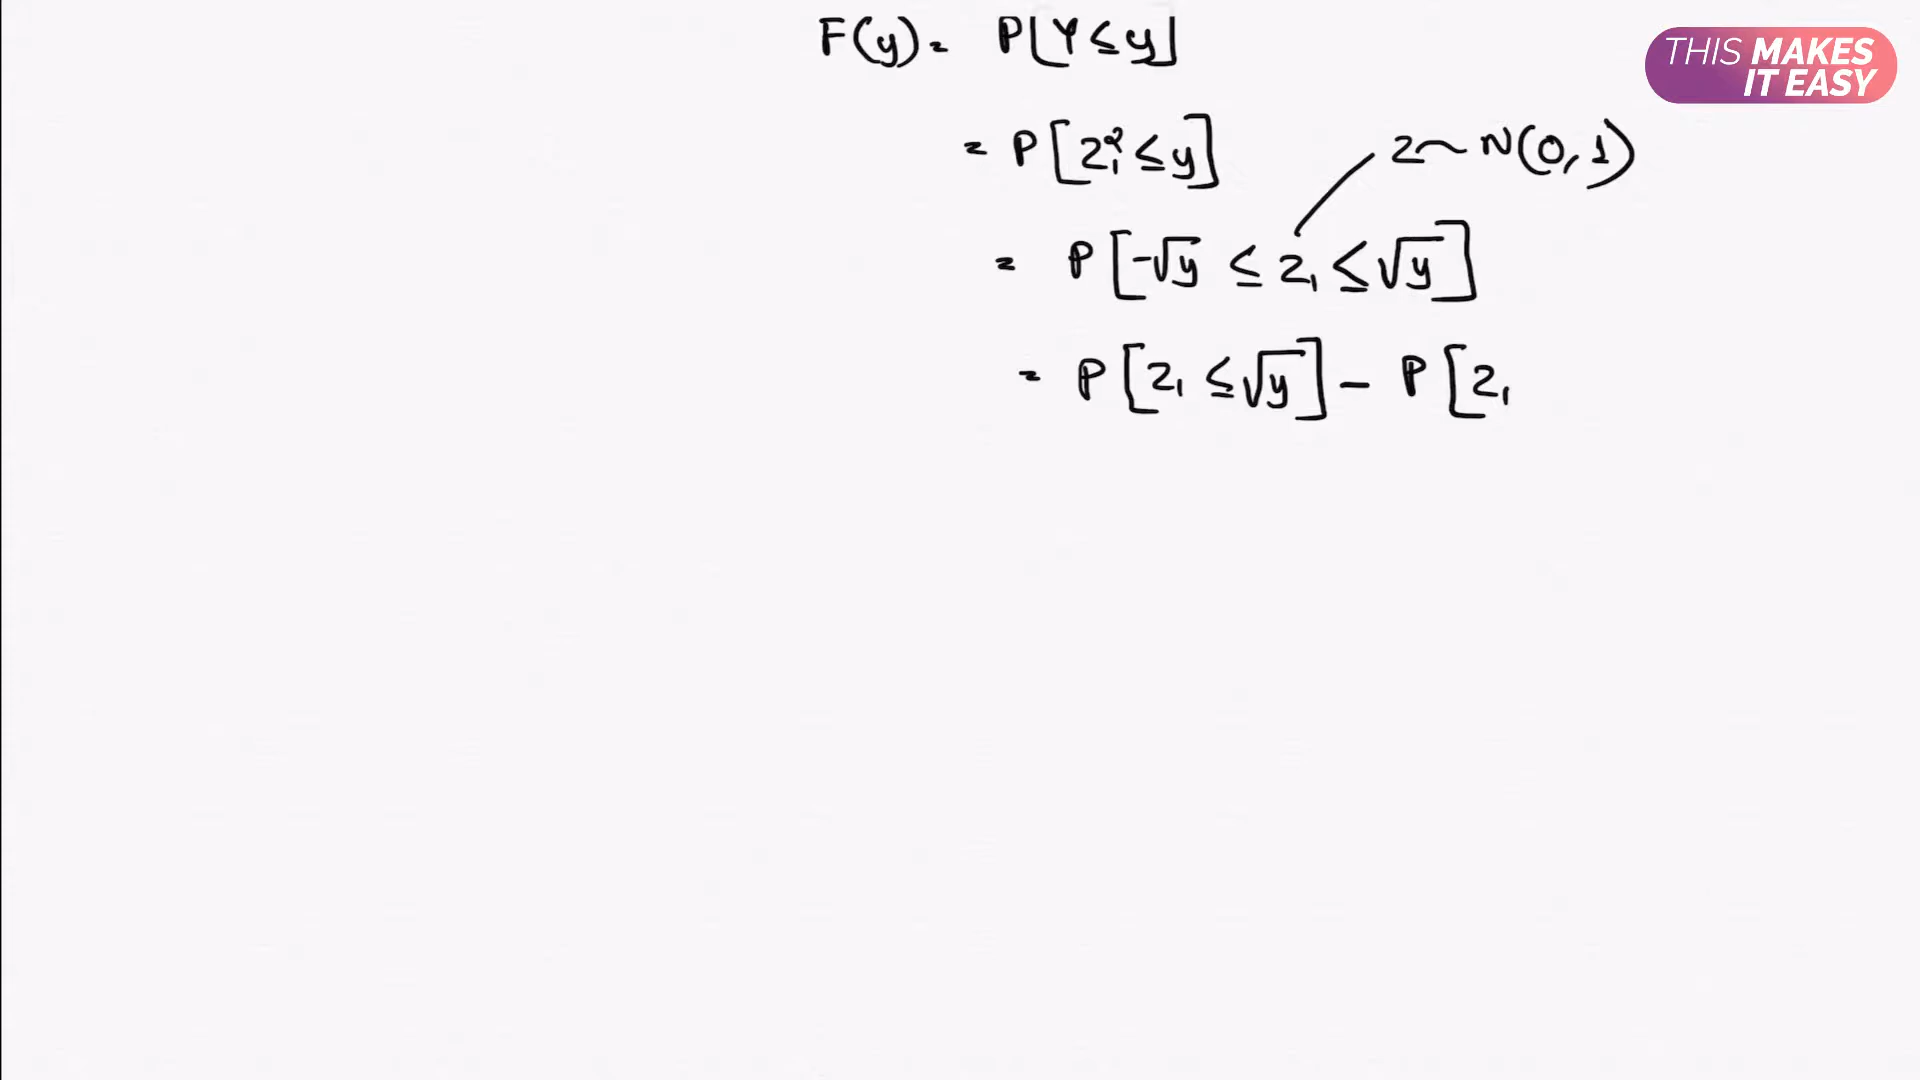 F(y) = P[Y ≤ y]
THIS MAKES
IT EASY
= P[Z₁² ≤ y]
Z ~ N(0, 1)
= P[-√y ≤ Z₁ ≤ √y]
= P[Z₁ ≤ √y] - P[Z₁